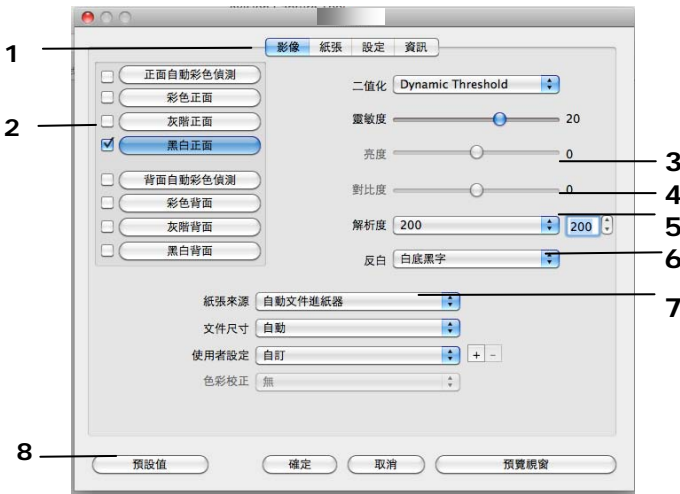 1
影像 紙張 設定 資訊
2
正面自動彩色偵測
彩色正面
灰階正面
黑白正面
背面自動彩色偵測
彩色背面
灰階背面
黑白背面
二值化 Dynamic Threshold
靈敏度 20
亮度 0
3
對比度 0
4
解析度 200 200
5
反白 白底黑字
6
紙張來源 自動文件進紙器
7
文件尺寸 自動
使用者設定 自訂 + -
色彩校正 無
8
預設值 確定 取消 預覽視窗